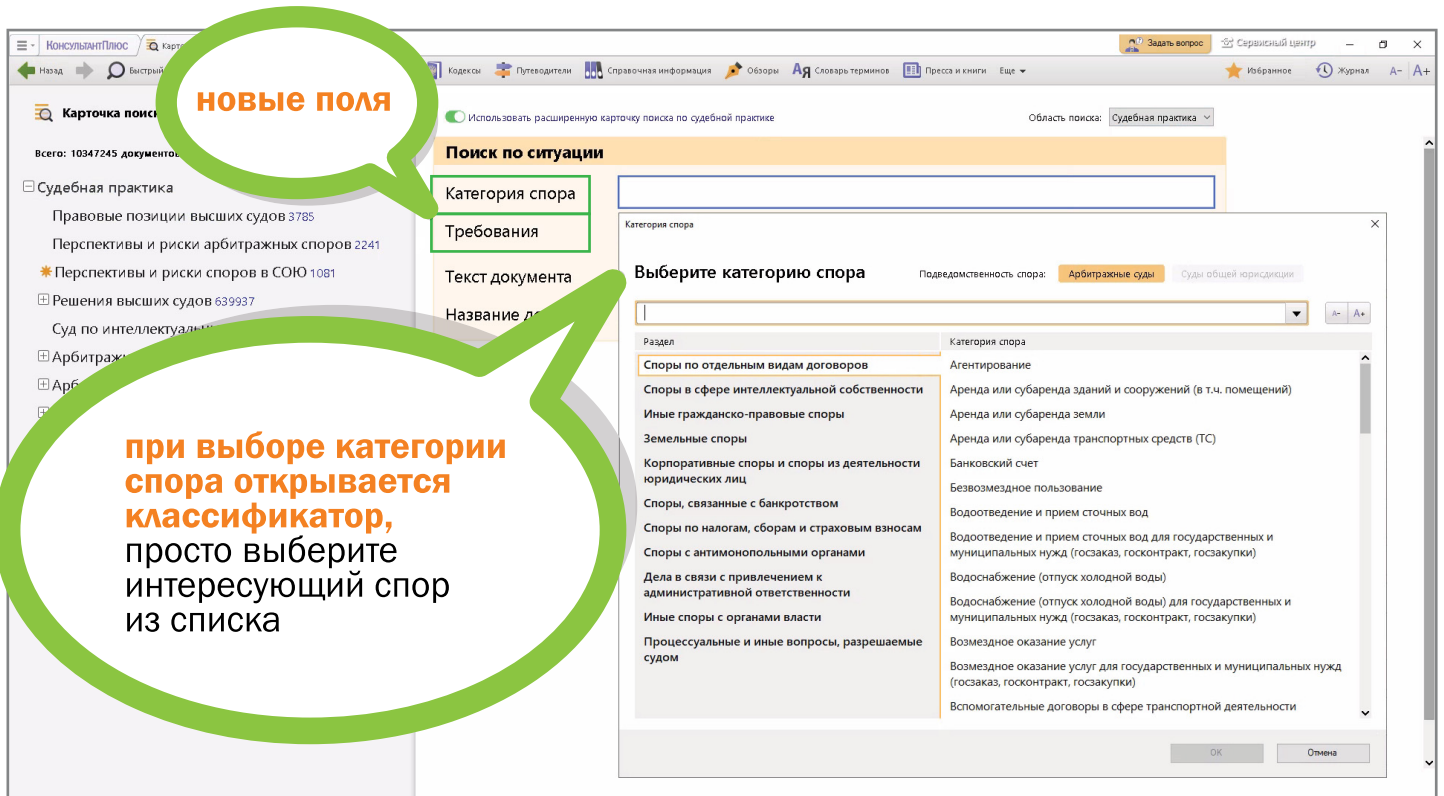 КонсультантПлюс
Задать вопрос
Сервисный центр
Назад
Быстрый
Кодексы
Путеводители
Справочная информация
Обзоры
Словарь терминов
Пресса и книги
Еще
Избранное
Журнал
А- А+
новые поля
Карточка поиска
Использовать расширенную карточку поиска по судебной практике
Область поиска: Судебная практика
Всего: 10347245 документов
Поиск по ситуации
Категория спора
Требования
Текст документа
Название
Судебная практика
Правовые позиции высших судов 3785
Перспективы и риски арбитражных споров 2241
Перспективы и риски споров в СОЮ 1081
Решения высших судов 639937
Суд по
при выборе категории
спора открывается
классификатор,
просто выберите
интересующий спор
из списка
Категория спора
Выберите категорию спора
Подведомственность спора: Арбитражные суды Суды общей юрисдикции
А- А+
Раздел
Споры по отдельным видам договоров
Споры в сфере интеллектуальной собственности
Иные гражданско-правовые споры
Земельные споры
Корпоративные споры и споры из деятельности
юридических лиц
Споры, связанные с банкротством
Споры по налогам, сборам и страховым взносам
Споры с антимонопольными органами
Дела в связи с привлечением к
административной ответственности
Иные споры с органами власти
Процессуальные и иные вопросы, разрешаемые
судом
Категория спора
Агентирование
Аренда или субаренда зданий и сооружений (в т.ч. помещений)
Аренда или субаренда земли
Аренда или субаренда транспортных средств (ТС)
Банковский счет
Безвозмездное пользование
Водоотведение и прием сточных вод
Водоотведение и прием сточных вод для государственных и
муниципальных нужд (госзаказ, госконтракт, госзакупки)
Водоснабжение (отпуск холодной воды)
Водоснабжение (отпуск холодной воды) для государственных и
муниципальных нужд (госзаказ, госконтракт, госзакупки)
Возмездное оказание услуг
Возмездное оказание услуг для государственных и муниципальных нужд
(госзаказ, госконтракт, госзакупки)
Вспомогательные договоры в сфере транспортной деятельности
ОК
Отмена